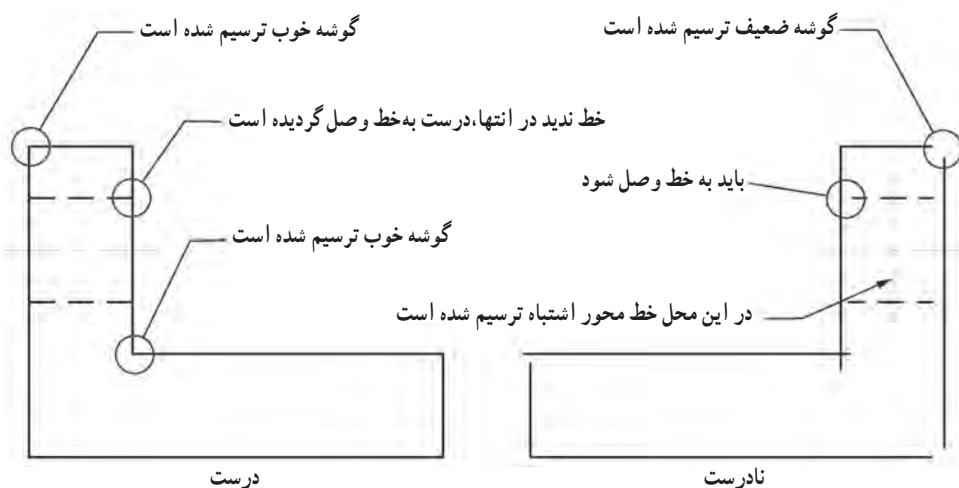 گوشه ضعیف ترسیم شده است
گوشه خوب ترسیم شده است
خط ندید در انتها،درست به‌خط وصل گردیده است
باید به خط وصل شود
گوشه خوب ترسیم شده است
در این محل خط محور اشتباه ترسیم شده است
نادرست
درست